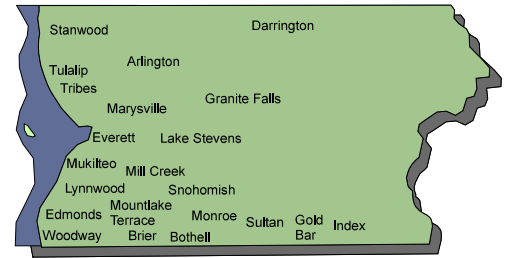 Darrington
Stanwood
Arlington
Tulalip
Tribes
Granite Falls
Marysville
Everett
Lake Stevens
Mukilteo
Mill Creek
Lynnwood
Snohomish
Mountlake
Terrace
Edmonds
Monroe
Sultan
Gold
Bar
Index
Woodway
Brier
Bothell